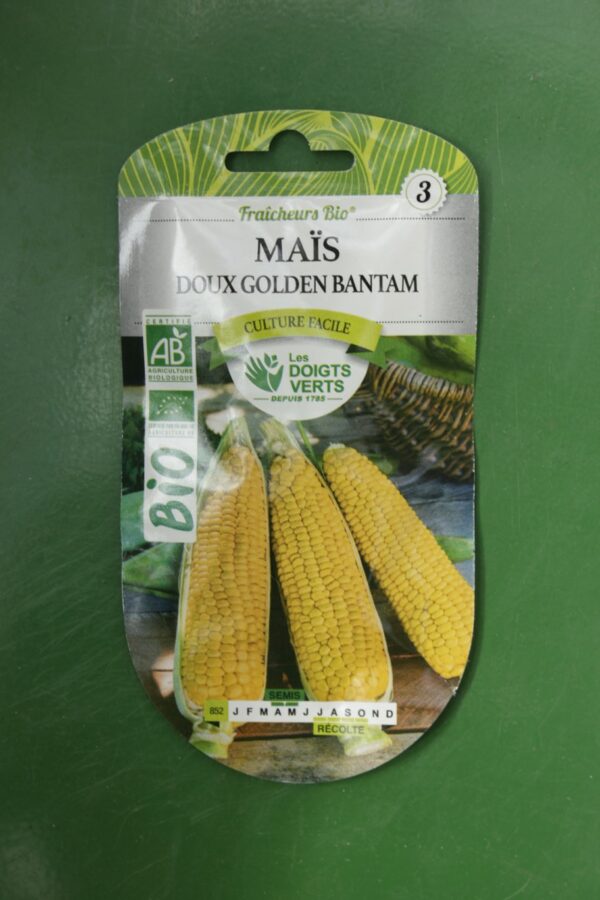 3
Fraîcheurs Bio®
MAÏS
DOUX GOLDEN BANTAM
CULTURE FACILE
CERTIFIÉ
AB
AGRICULTURE
BIOLOGIQUE
Les
DOIGTS
VERTS
DEPUIS 1785
BIO
SEMIS
852 J F M A M J J A S O N D
RÉCOLTE